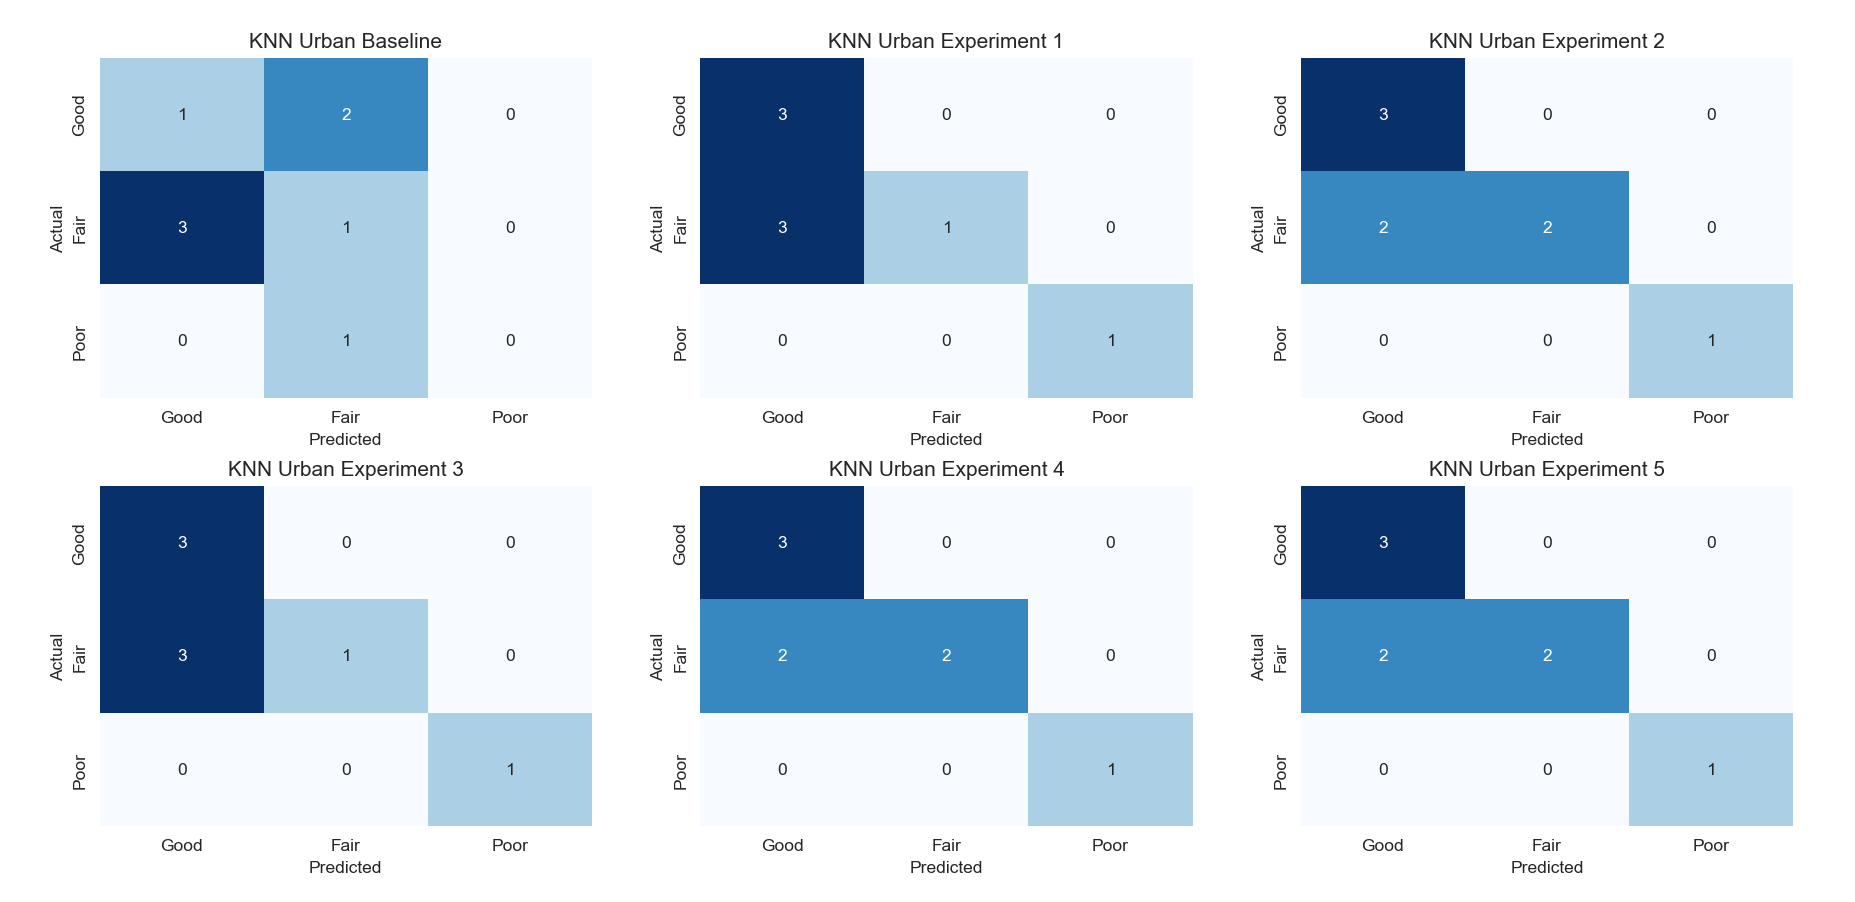 KNN Urban Baseline
Good
1 2 0
Actual
Fair
3 1 0
Poor
0 1 0
Good Fair Poor
Predicted
KNN Urban Experiment 1
Good
3 0 0
Actual
Fair
3 1 0
Poor
0 0 1
Good Fair Poor
Predicted
KNN Urban Experiment 2
Good
3 0 0
Actual
Fair
2 2 0
Poor
0 0 1
Good Fair Poor
Predicted
KNN Urban Experiment 3
Good
3 0 0
Actual
Fair
3 1 0
Poor
0 0 1
Good Fair Poor
Predicted
KNN Urban Experiment 4
Good
3 0 0
Actual
Fair
2 2 0
Poor
0 0 1
Good Fair Poor
Predicted
KNN Urban Experiment 5
Good
3 0 0
Actual
Fair
2 2 0
Poor
0 0 1
Good Fair Poor
Predicted